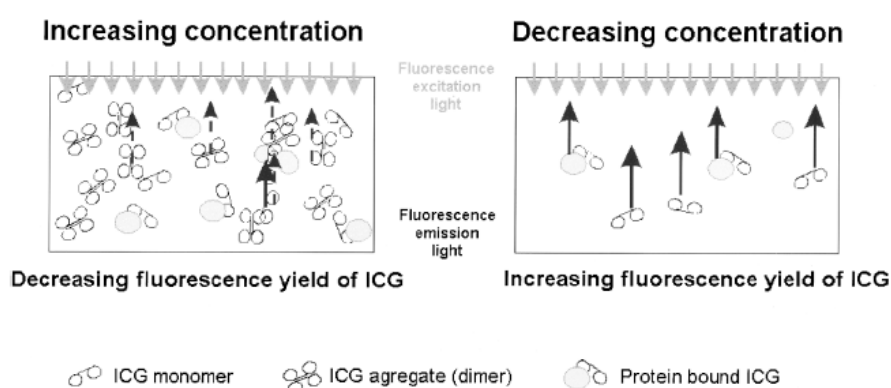 Increasing concentration
Decreasing concentration
Fluorescence
excitation
light
Fluorescence
emission
light
Decreasing fluorescence yield of ICG
Increasing fluorescence yield of ICG
ICG monomer
ICG agregate (dimer)
Protein bound ICG